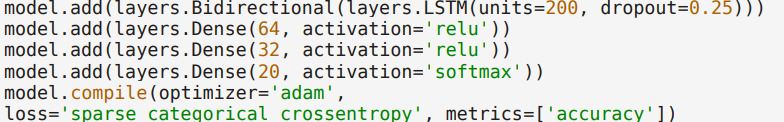 model.add(layers.Bidirectional(layers.LSTM(units=200, dropout=0.25)))
model.add(layers.Dense(64, activation='relu'))
model.add(layers.Dense(32, activation='relu'))
model.add(layers.Dense(20, activation='softmax'))
model.compile(optimizer='adam',
loss='sparse_categorical_crossentropy', metrics=['accuracy'])